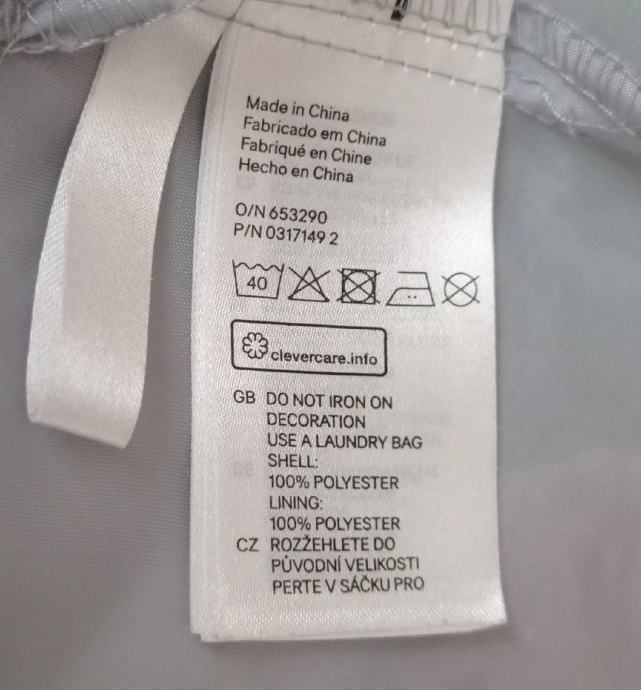 Made in China
Fabricado em China
Fabriqué en Chine
Hecho en China
O/N 653290
P/N 0317149 2
40
clevercare.info
GB DO NOT IRON ON
DECORATION
USE A LAUNDRY BAG
SHELL:
100% POLYESTER
LINING:
100% POLYESTER
CZ ROZŽEHLETE DO
PŮVODNÍ VELIKOSTI
PERTE V SÁČKU PRO